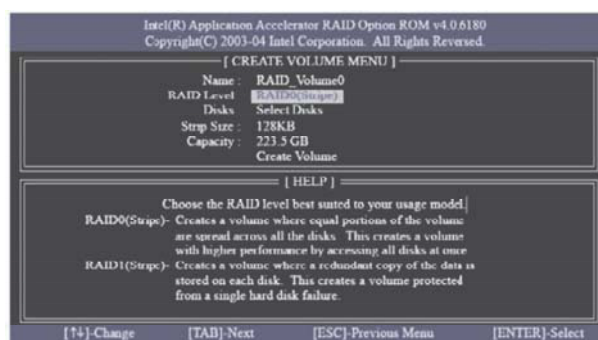 Intel(R) Application Accelerator RAID Option ROM v4.0.6180
Copyright(C) 2003-04 Intel Corporation. All Rights Reversed.
[ CREATE VOLUME MENU ]
Name : RAID_Volume0
RAID Level RAID0(Stripe)
Disks Select Disks
Strip Size : 128KB
Capacity : 223.5 GB
Create Volume
[ HELP ]
Choose the RAID level best suited to your usage model.
RAID0(Stripe)- Creates a volume where equal portions of the volume
are spread across all the disks. This creates a volume
with higher performance by accessing all disks at once
RAID1(Stripe)- Creates a volume where a redundant copy of the data is
stored on each disk. This creates a volume protected
from a single hard disk failure.
[↑↓]-Change [TAB]-Next [ESC]-Previous Menu [ENTER]-Select